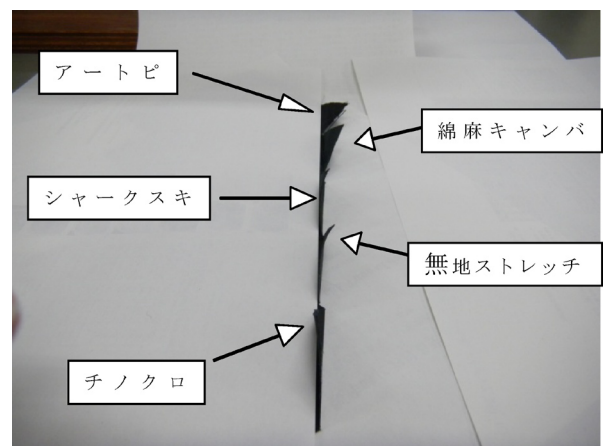 アートピ
綿麻キャンバ
シャークスキ
無地ストレッチ
チノクロ